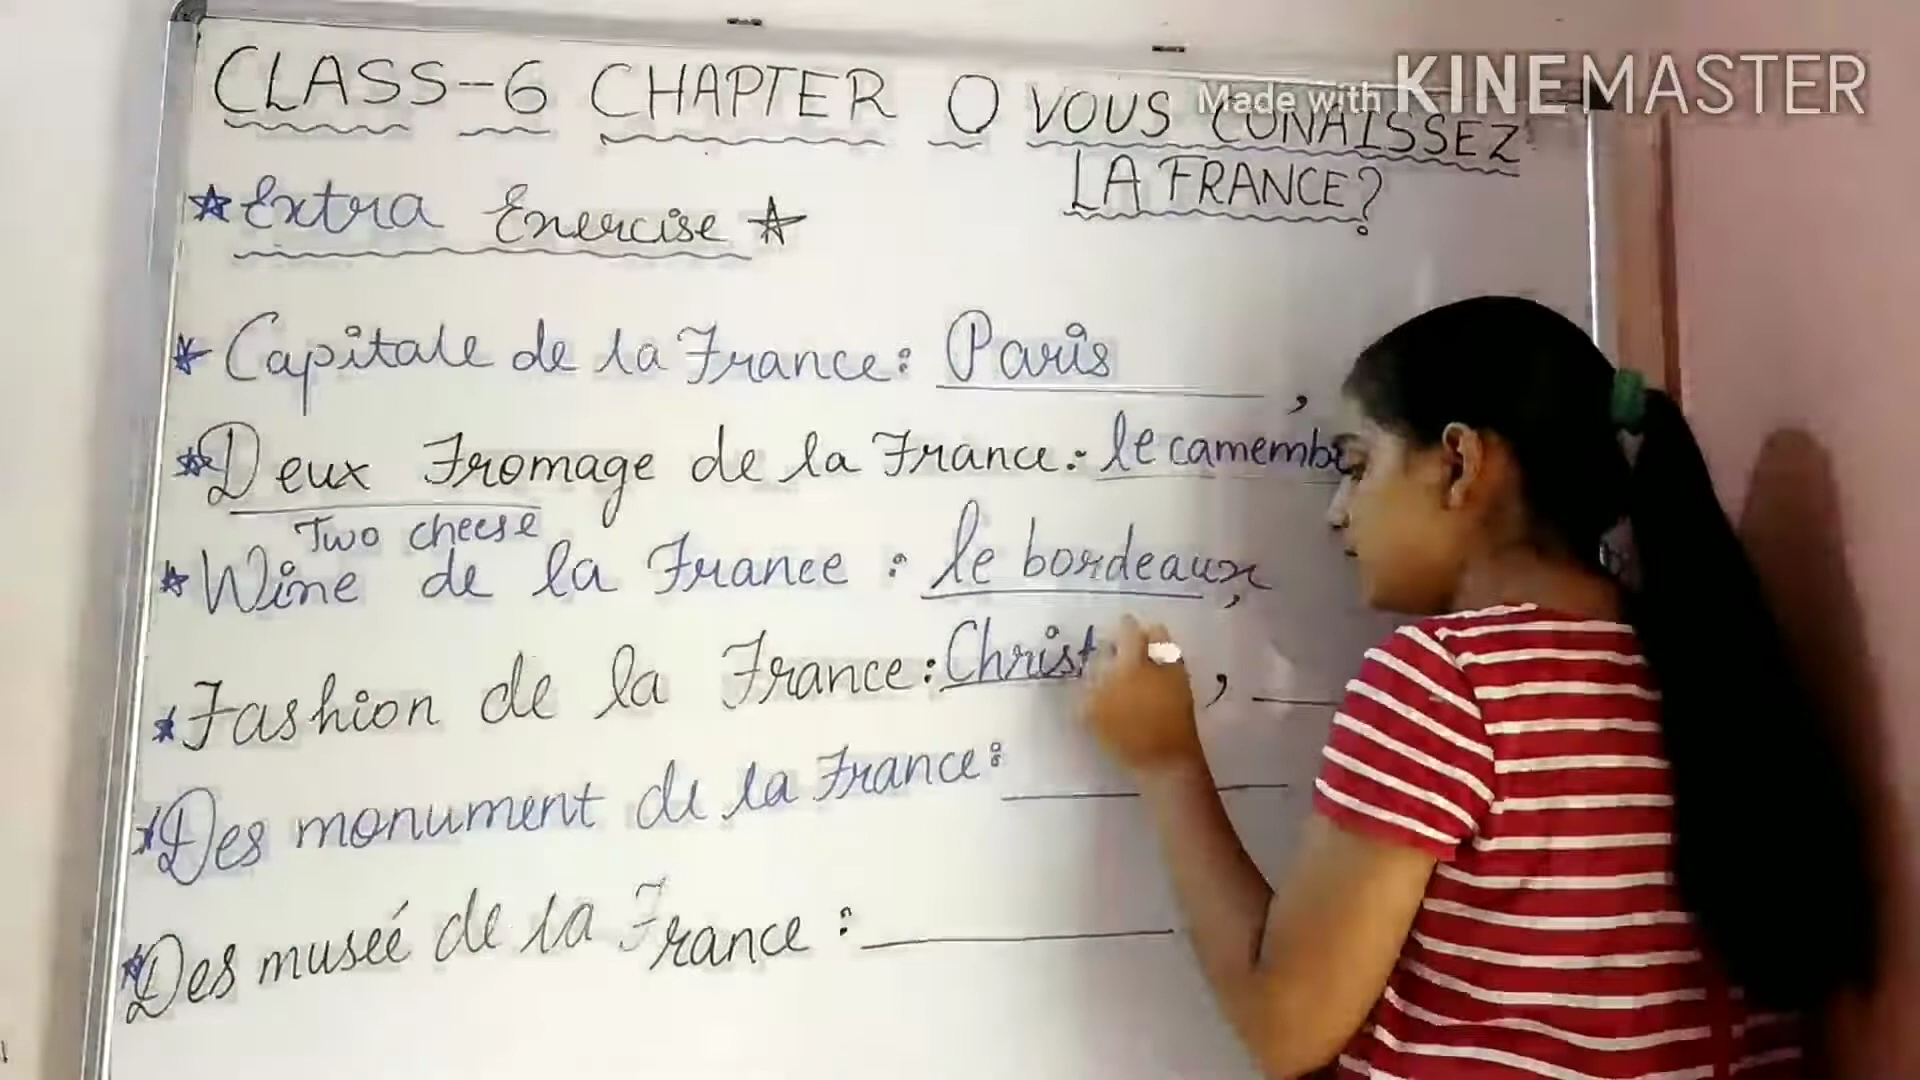 CLASS-6 CHAPTER 0 VOUS CONAISSEZ
LA FRANCE?
Made with KINEMASTER
Extra Exercise
Capitale de la France: Paris ,
Deux Fromage de la France:- le camemb
Two cheese
Wine de la France : le bordeaux,
Fashion de la France: Christ ,
Des monument de la France:
Des museé de la France :